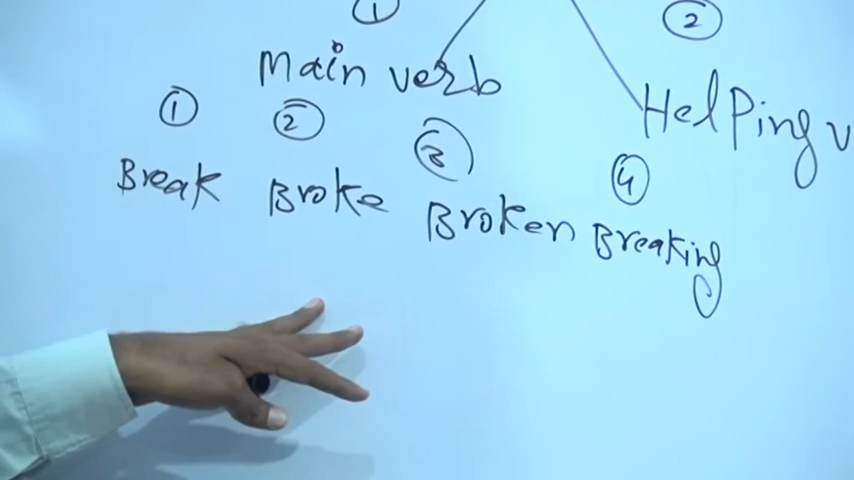 ① ②
Main verb
Helping v
① ② ③ ④
Break Broke Broken Breaking